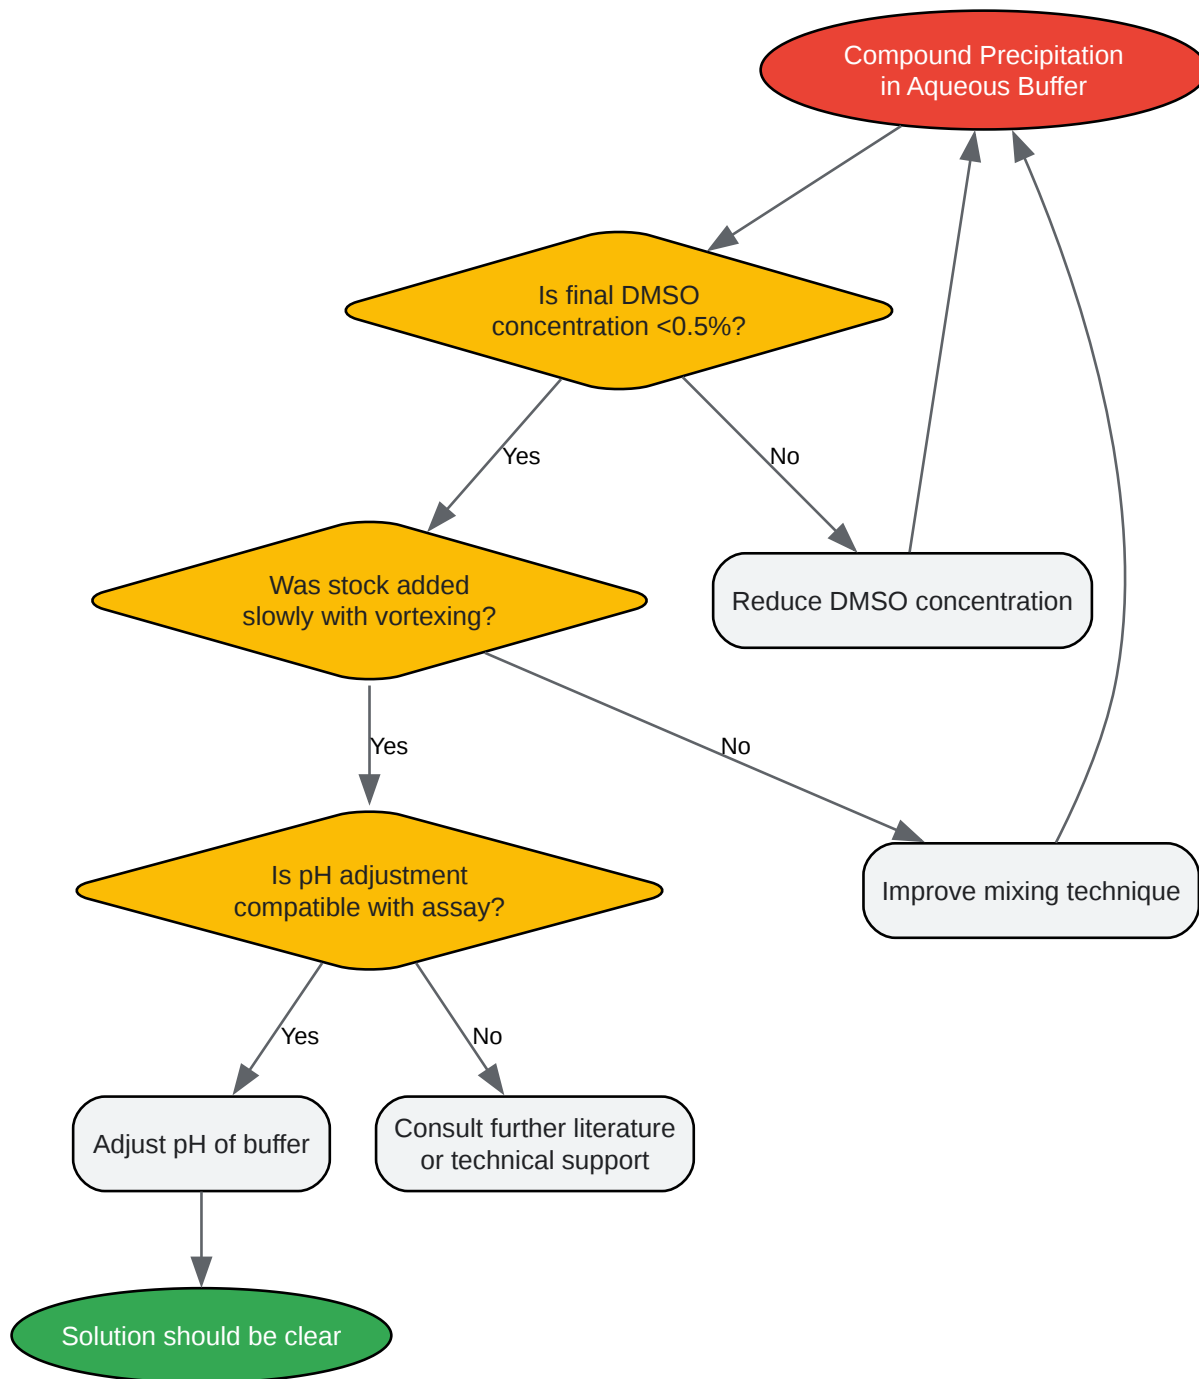 Compound Precipitation
in Aqueous Buffer
Is final DMSO
concentration <0.5%?
Yes
No
Was stock added
slowly with vortexing?
Reduce DMSO concentration
Yes
No
Is pH adjustment
compatible with assay?
Improve mixing technique
Yes
No
Adjust pH of buffer
Consult further literature
or technical support
Solution should be clear